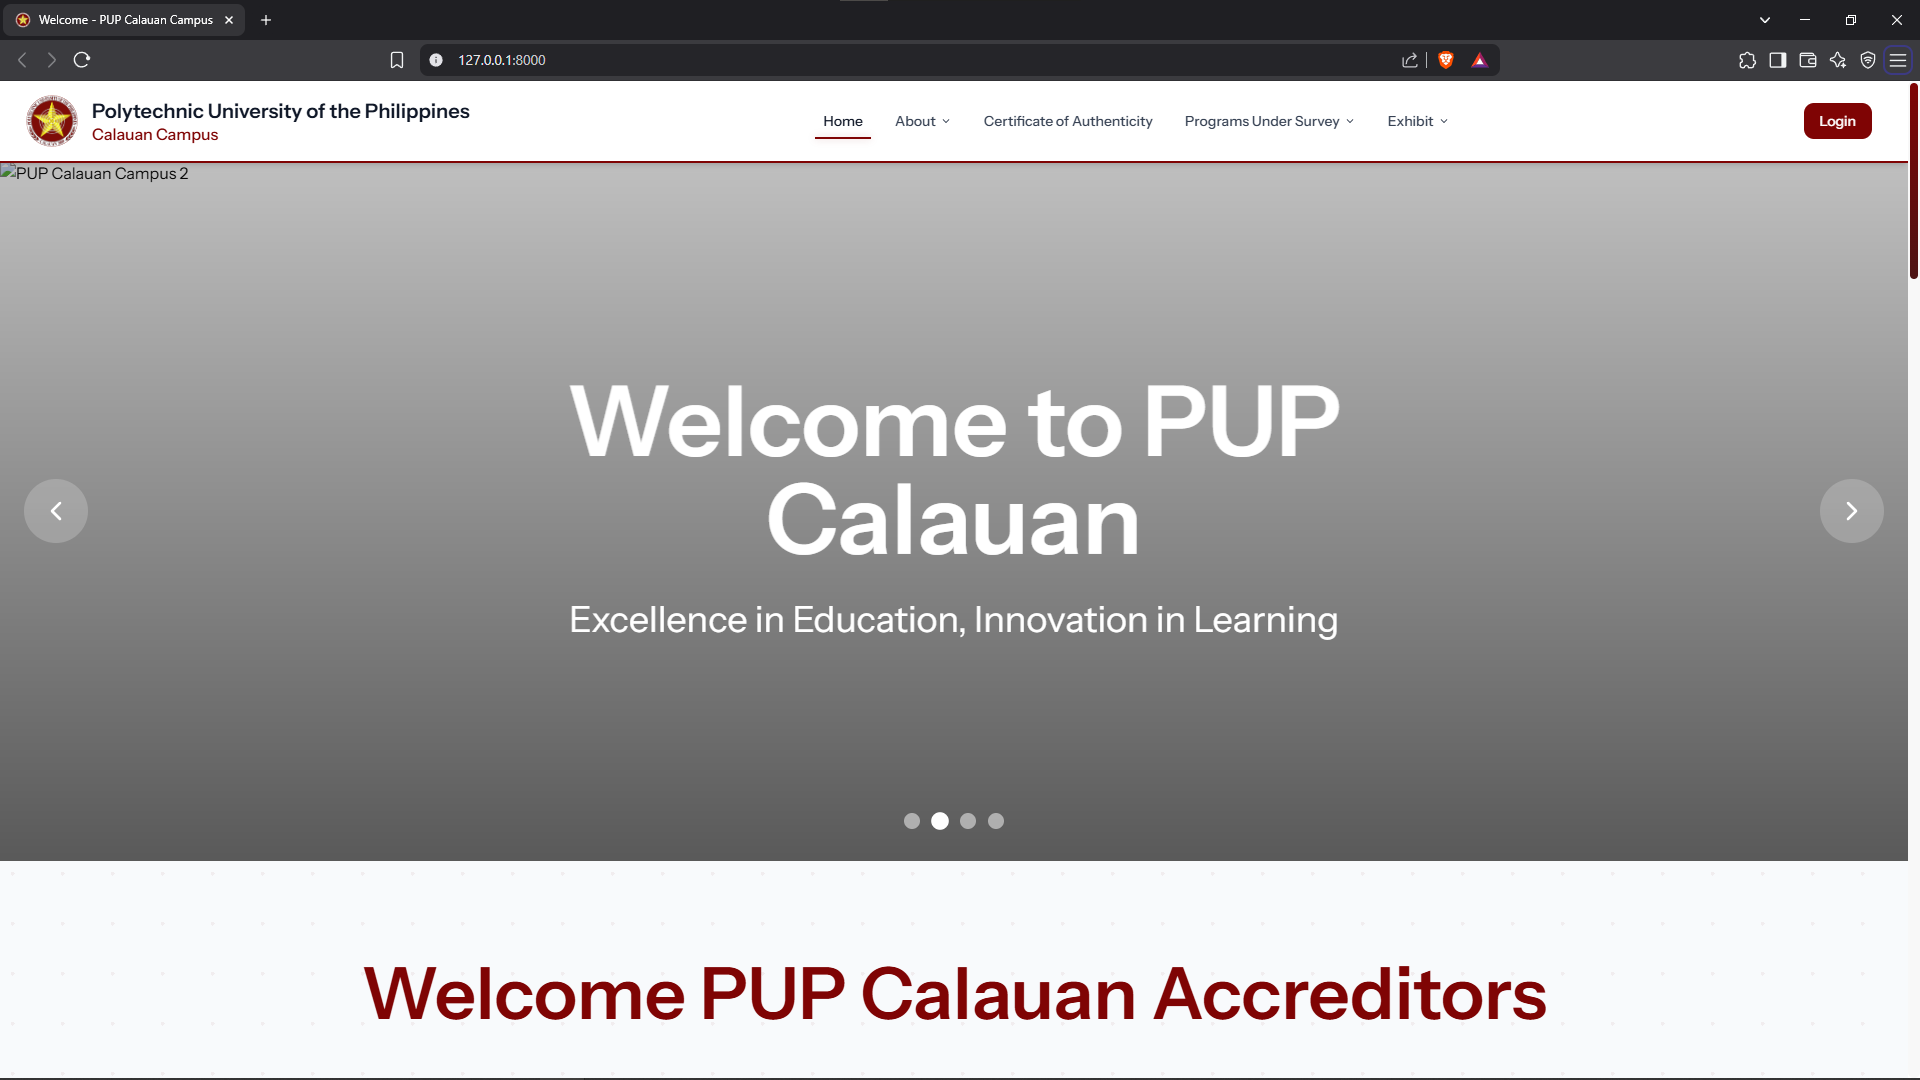 Welcome - PUP Calauan Campus
127.0.0.1:8000
Polytechnic University of the Philippines
Calauan Campus
Home
About
Certificate of Authenticity
Programs Under Survey
Exhibit
Login
PUP Calauan Campus 2
Welcome to PUP
Calauan
Excellence in Education, Innovation in Learning
Welcome PUP Calauan Accreditors